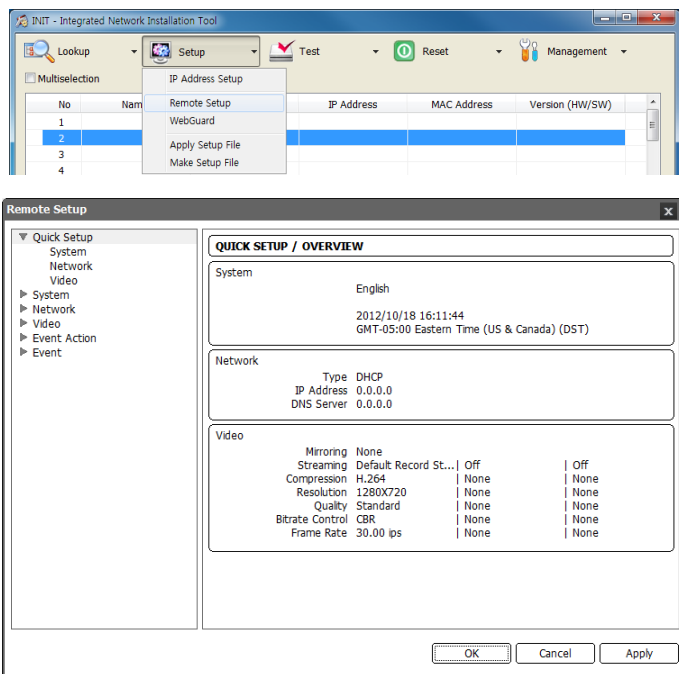 INIT - Integrated Network Installation Tool
Lookup Setup Test Reset Management
Multiselection
IP Address Setup
Remote Setup
WebGuard
Apply Setup File
Make Setup File
No Nam IP Address MAC Address Version (HW/SW)
1
2
3
4
Remote Setup
Quick Setup
System
Network
Video
System
Network
Video
Event Action
Event
QUICK SETUP / OVERVIEW
System
English
2012/10/18 16:11:44
GMT-05:00 Eastern Time (US & Canada) (DST)
Network
Type DHCP
IP Address 0.0.0.0
DNS Server 0.0.0.0
Video
Mirroring None
Streaming Default Record St...| Off | Off
Compression H.264 | None | None
Resolution 1280X720 | None | None
Quality Standard | None | None
Bitrate Control CBR | None | None
Frame Rate 30.00 ips | None | None
OK Cancel Apply